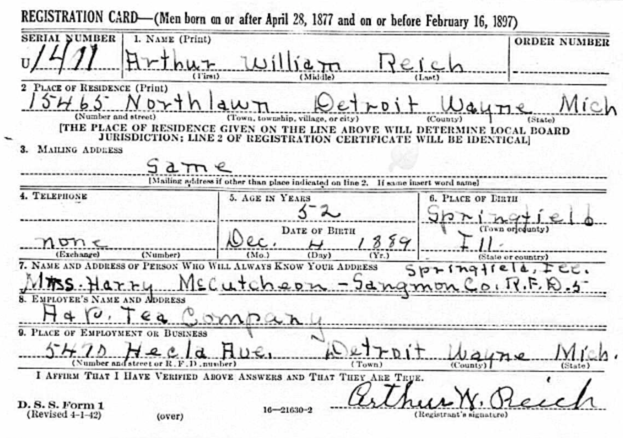 REGISTRATION CARD—(Men born on or after April 28, 1877 and on or before February 16, 1897)
SERIAL NUMBER 1. NAME (Print) ORDER NUMBER
U 1411 Arthur William Reich
(First) (Middle) (Last)
2 PLACE OF RESIDENCE (Print)
15465 Northlawn Detroit Wayne Mich
(Number and street) (Town, township, village, or city) (County) (State)
[THE PLACE OF RESIDENCE GIVEN ON THE LINE ABOVE WILL DETERMINE LOCAL BOARD
JURISDICTION; LINE 2 OF REGISTRATION CERTIFICATE WILL BE IDENTICAL]
3. MAILING ADDRESS
Same
[Mailing address if other than place indicated on line 2. If same insert word same]
4. TELEPHONE 5. AGE IN YEARS 6. PLACE OF BIRTH
52 Springfield
DATE OF BIRTH (Town or county)
none Dec. 4 1889 Ill.
(Exchange) (Number) (Mo.) (Day) (Yr.) (State or country)
7. NAME AND ADDRESS OF PERSON WHO WILL ALWAYS KNOW YOUR ADDRESS Springfield, Ill.
Mrs. Harry McCutcheon - Sangmon Co. R.F.D. 5
8. EMPLOYER'S NAME AND ADDRESS
A&P. Tea Company
9. PLACE OF EMPLOYMENT OR BUSINESS
5470 Hecla Ave. Detroit Wayne Mich.
(Number and street or R. F. D. number) (Town) (County) (State)
I AFFIRM THAT I HAVE VERIFIED ABOVE ANSWERS AND THAT THEY ARE TRUE.
D. S. S. Form 1 Arthur W. Reich
(Revised 4-1-42) (over) 16—21630-2 (Registrant's signature)